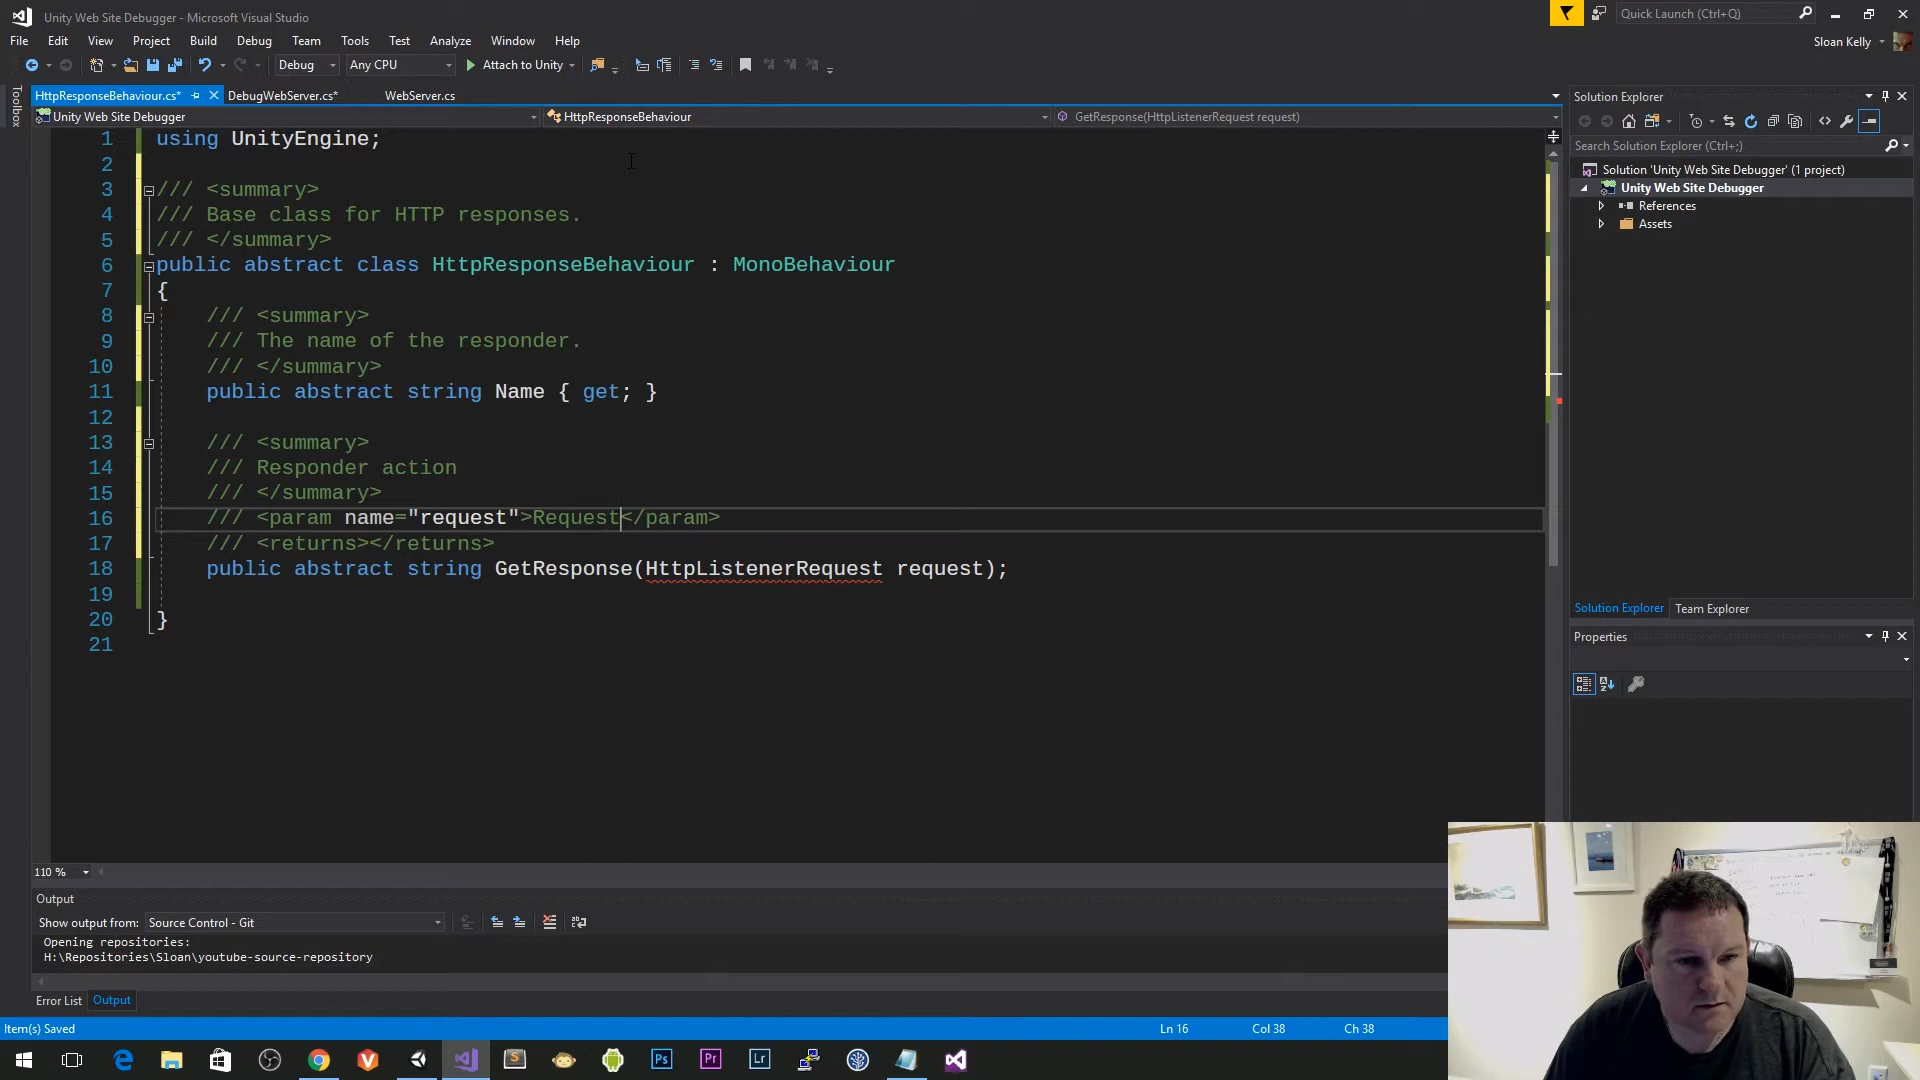 Unity Web Site Debugger - Microsoft Visual Studio
Quick Launch (Ctrl+Q)
File Edit View Project Build Debug Team Tools Test Analyze Window Help
Sloan Kelly
Debug Any CPU Attach to Unity
Toolbox
HttpResponseBehaviour.cs* DebugWebServer.cs* WebServer.cs
Unity Web Site Debugger HttpResponseBehaviour GetResponse(HttpListenerRequest request)
1 using UnityEngine;
2
3 /// <summary>
4 /// Base class for HTTP responses.
5 /// </summary>
6 public abstract class HttpResponseBehaviour : MonoBehaviour
7 {
8 /// <summary>
9 /// The name of the responder.
10 /// </summary>
11 public abstract string Name { get; }
12
13 /// <summary>
14 /// Responder action
15 /// </summary>
16 /// <param name="request">Request</param>
17 /// <returns></returns>
18 public abstract string GetResponse(HttpListenerRequest request);
19
20 }
21
Solution Explorer
Search Solution Explorer (Ctrl+;)
Solution 'Unity Web Site Debugger' (1 project)
Unity Web Site Debugger
References
Assets
Solution Explorer Team Explorer
Properties
110 %
Output
Show output from: Source Control - Git
Opening repositories:
H:\Repositories\Sloan\youtube-source-repository
Error List Output
Item(s) Saved Ln 16 Col 38 Ch 38
Ps Pr Lr